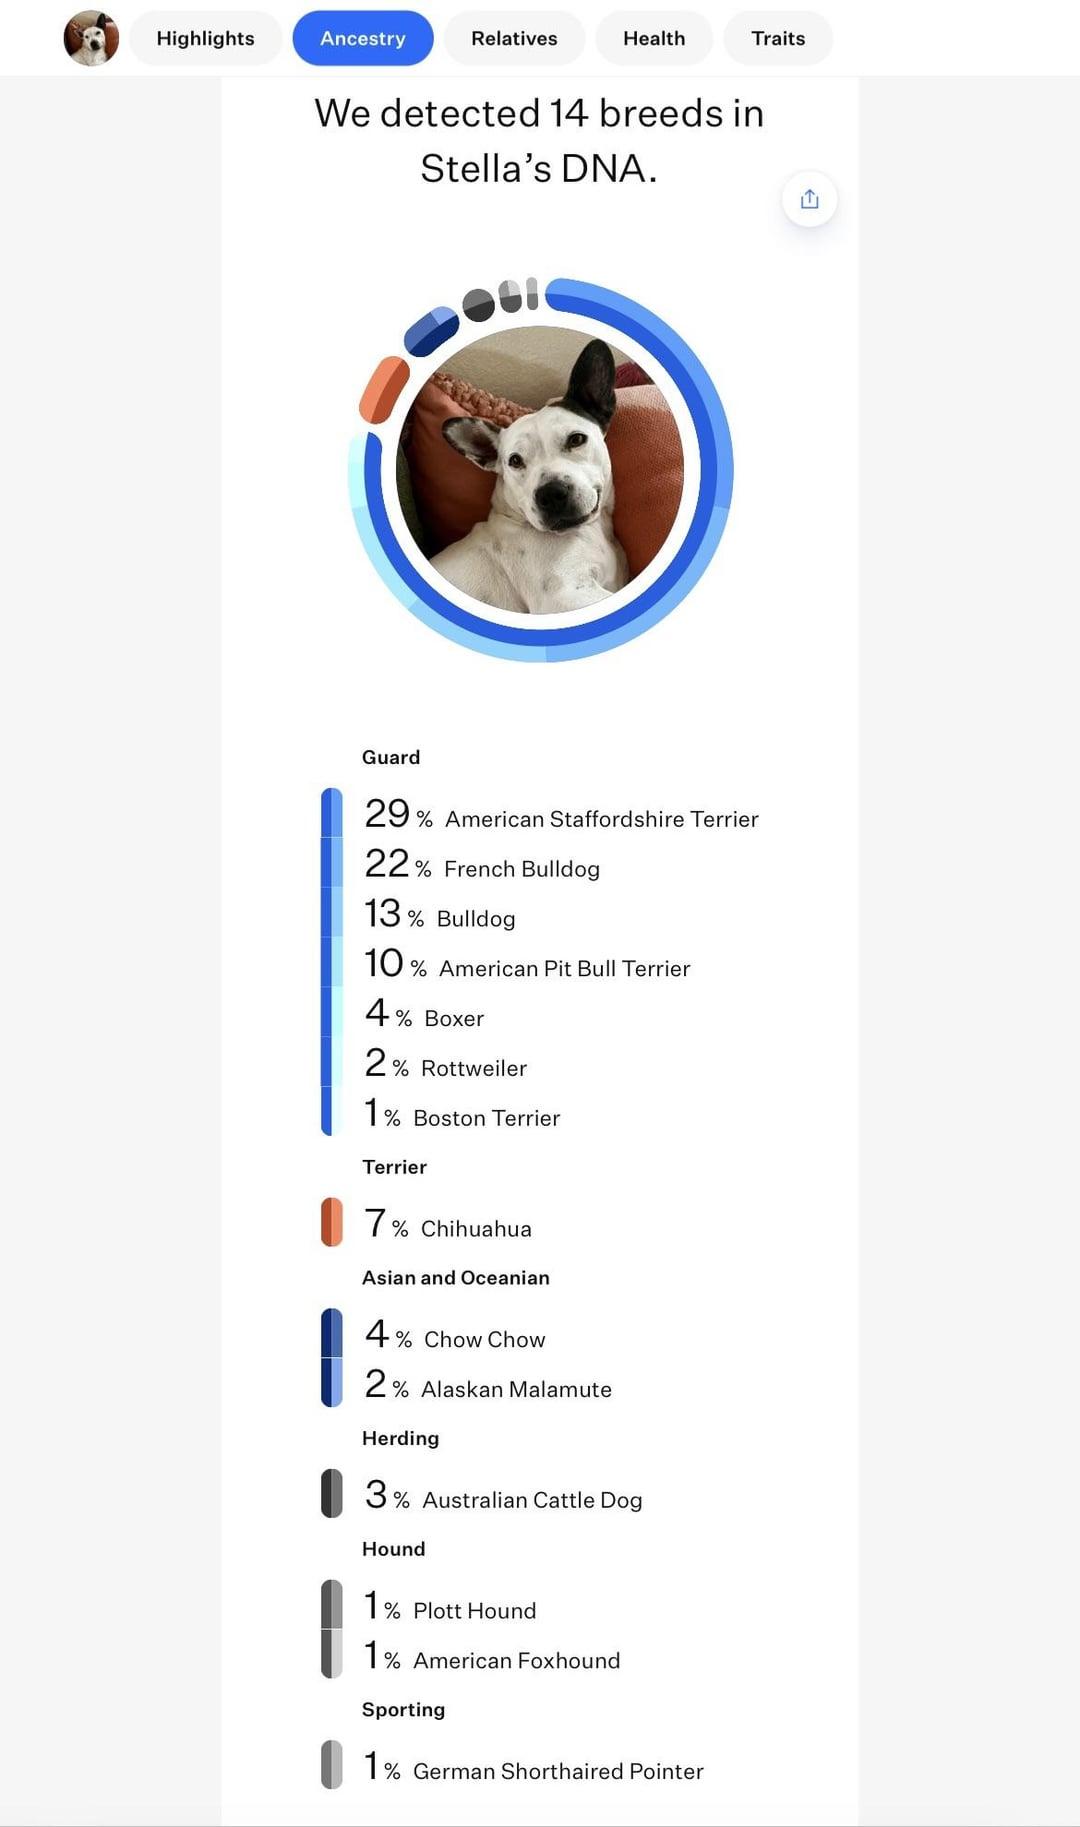 Highlights
Ancestry
Relatives
Health
Traits
We detected 14 breeds in
Stella’s DNA.
Guard
29 % American Staffordshire Terrier
22 % French Bulldog
13 % Bulldog
10 % American Pit Bull Terrier
4 % Boxer
2 % Rottweiler
1 % Boston Terrier
Terrier
7 % Chihuahua
Asian and Oceanian
4 % Chow Chow
2 % Alaskan Malamute
Herding
3 % Australian Cattle Dog
Hound
1 % Plott Hound
1 % American Foxhound
Sporting
1 % German Shorthaired Pointer